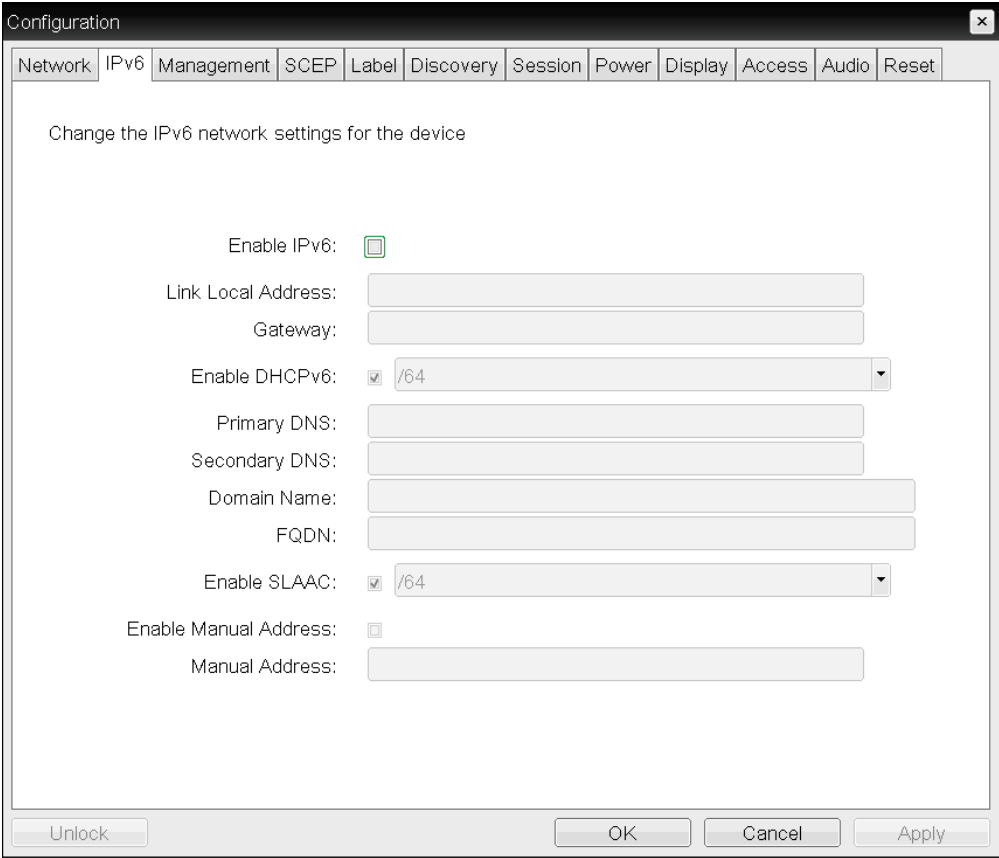 Configuration
Network IPv6 Management SCEP Label Discovery Session Power Display Access Audio Reset
Change the IPv6 network settings for the device
Enable IPv6:
Link Local Address:
Gateway:
Enable DHCPv6: /64
Primary DNS:
Secondary DNS:
Domain Name:
FQDN:
Enable SLAAC: /64
Enable Manual Address:
Manual Address:
Unlock OK Cancel Apply